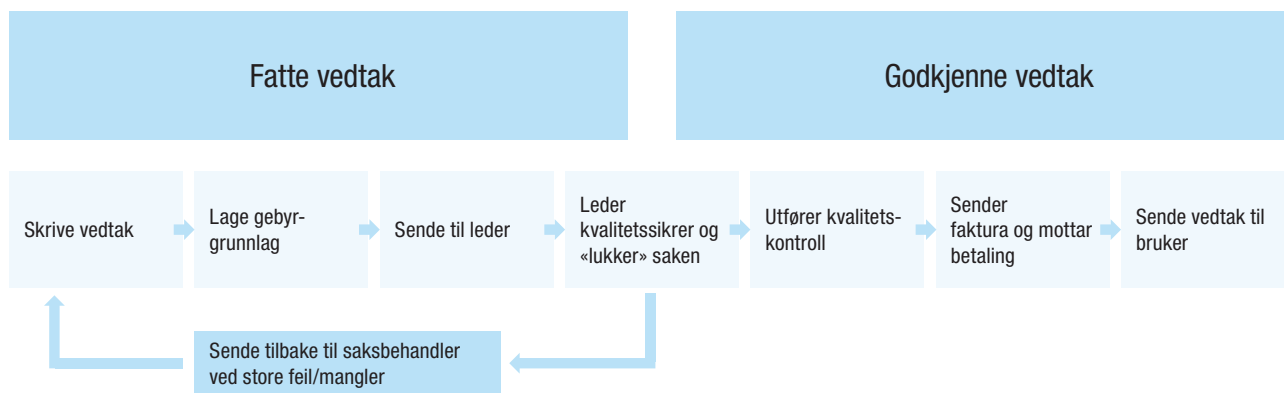 Fatte vedtak
Godkjenne vedtak
Skrive vedtak
Lage gebyr-
grunnlag
Sende til leder
Leder
kvalitetssikrer og
«lukker» saken
Utfører kvalitets-
kontroll
Sender
faktura og mottar
betaling
Sende vedtak til
bruker
Sende tilbake til saksbehandler
ved store feil/mangler